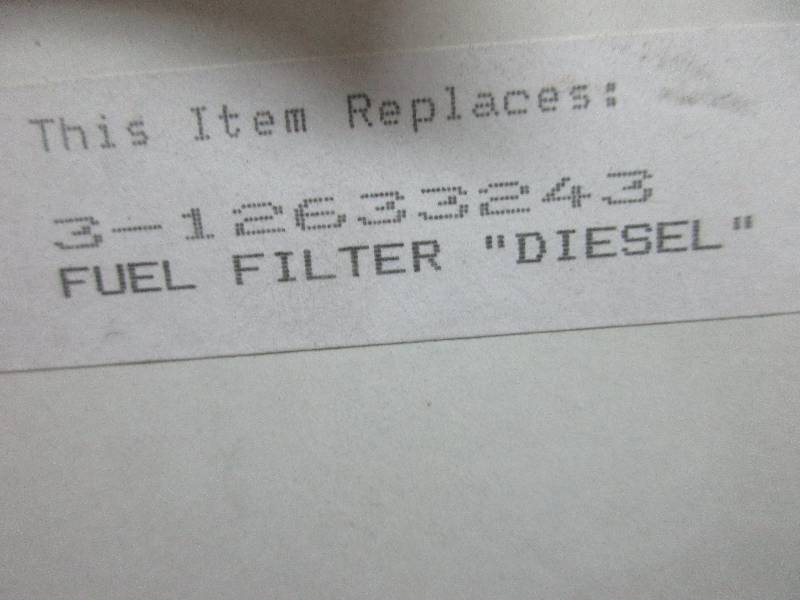 This Item Replaces:
3-12633243
FUEL FILTER "DIESEL"